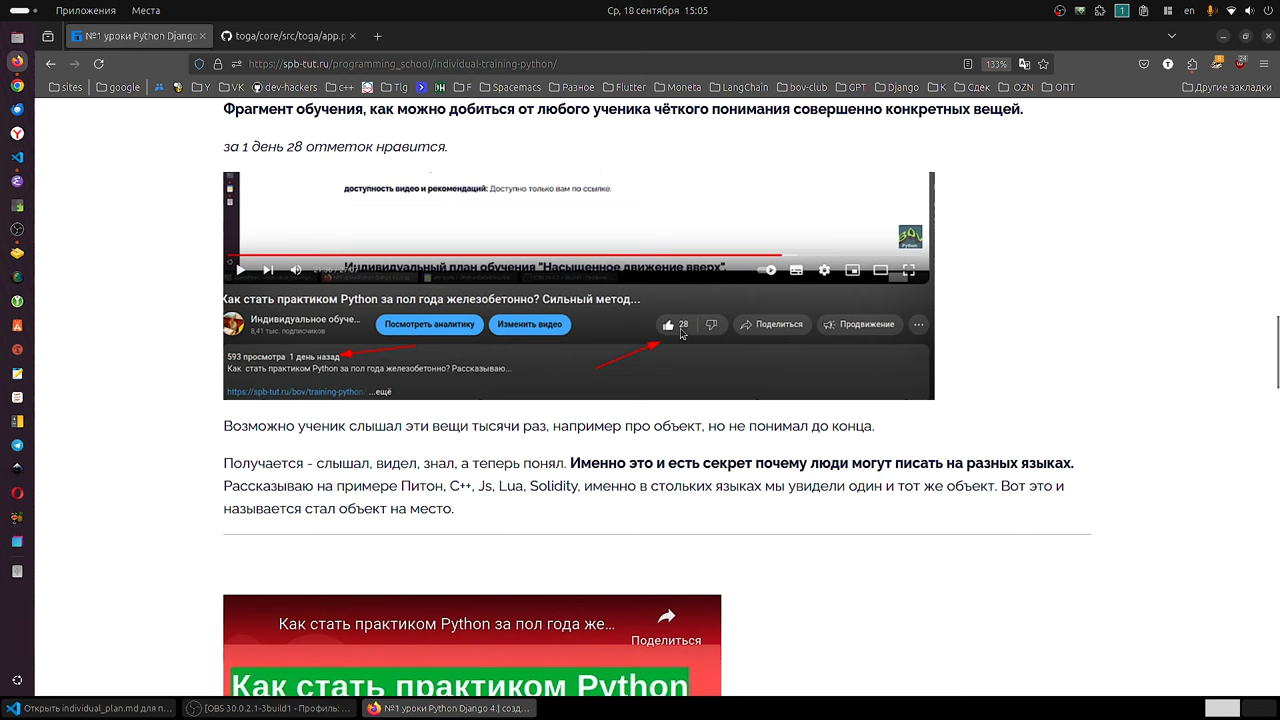 Приложения Места
Ср, 18 сентября 15:05
1
en
№1 уроки Python Django
toga/core/src/toga/app.p
https://spb-tut.ru/programming_school/individual-training-python/
133%
sites google Y VK dev-hackers C++ Tlg H F Spacemacs Разное Flutter Moneta LangChain bov-club GPT Django К Сдек OZN ОПТ Другие закладки
Фрагмент обучения, как можно добиться от любого ученика чёткого понимания совершенно конкретных вещей.
за 1 день 28 отметок нравится.
доступность видео и рекомендаций: Доступно только вам по ссылке.
Python
Индивидуальный план обучения "Насыщенное движение вверх".
Как стать практиком Python за пол года железобетонно? Сильный метод...
Индивидуальное обуче...
8,41 тыс. подписчиков
Посмотреть аналитику
Изменить видео
28
Поделиться
Продвижение
593 просмотра 1 день назад
Как стать практиком Python за пол года железобетонно? Рассказываю...
https://spb-tut.ru/bov/training-python ...ещё
Возможно ученик слышал эти вещи тысячи раз, например про объект, но не понимал до конца.
Получается - слышал, видел, знал, а теперь понял. Именно это и есть секрет почему люди могут писать на разных языках.
Рассказываю на примере Питон, C++, Js, Lua, Solidity, именно в стольких языках мы увидели один и тот же объект. Вот это и
называется стал объект на место.
Как стать практиком Python за пол года же...
Поделиться
Как стать практиком Python
Открыть individual_plan.md для п...
[OBS 30.0.2.1-3build1 - Профиль: ...
№1 уроки Python Django 4.| созд...